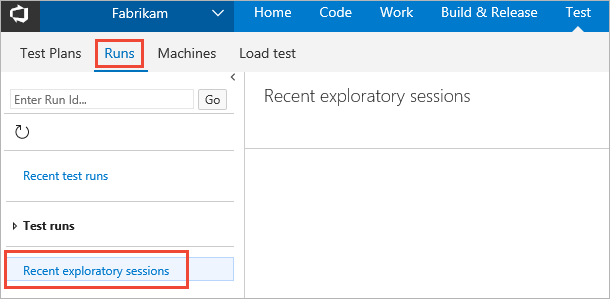 Fabrikam Home Code Work Build & Release Test
Test Plans Runs Machines Load test
Enter Run Id... Go
Recent exploratory sessions
Recent test runs
Test runs
Recent exploratory sessions